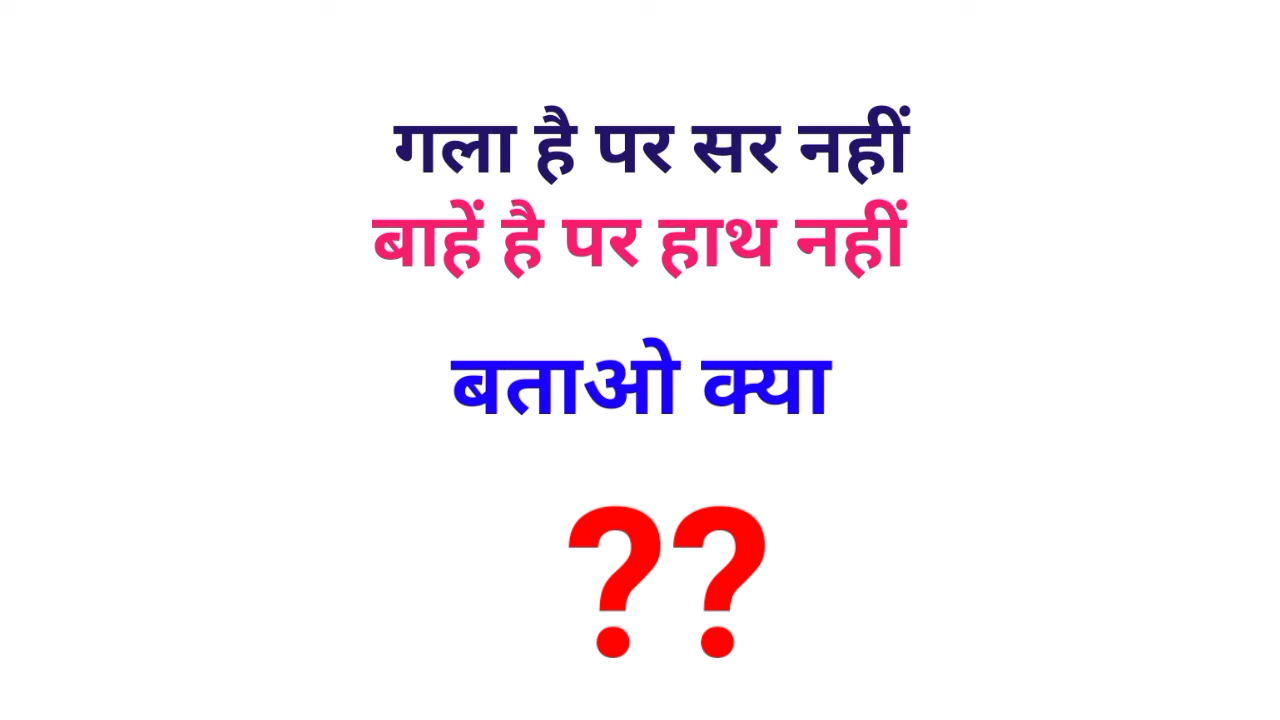 गला है पर सर नहीं
बाहें है पर हाथ नहीं
बताओ क्या
??